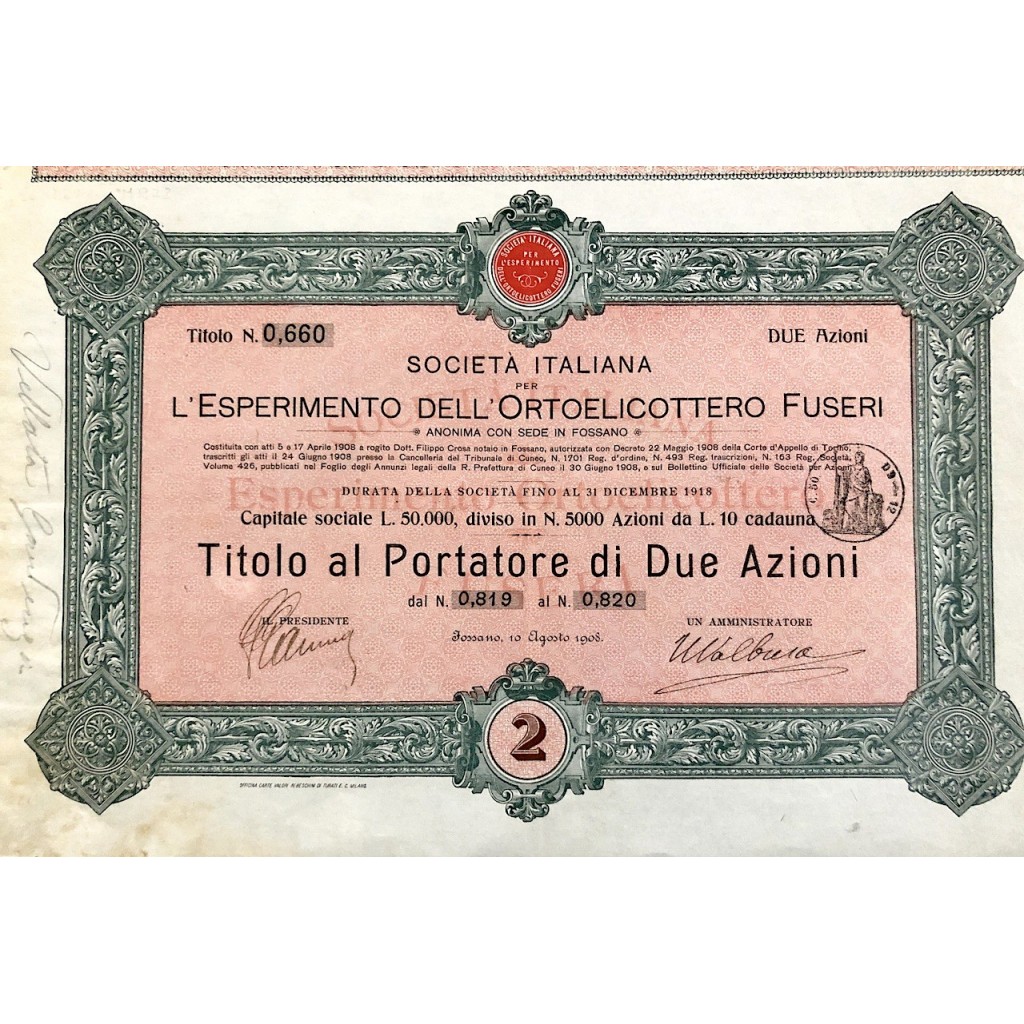 SOCIETÀ ITALIANA
PER
L'ESPERIMENTO
DELL'ORTOELICOTTERO FUSERI
Titolo N. 0,660
DUE Azioni
SOCIETÀ ITALIANA
PER
L'ESPERIMENTO DELL'ORTOELICOTTERO FUSERI
ANONIMA CON SEDE IN FOSSANO
Costituita con atti 5 e 17 Aprile 1908 a rogito Dott. Filippo Crosa notaio in Fossano, autorizzata con Decreto 22 Maggio 1908 della Corte d'Appello di Torino,
trascritti gli atti il 24 Giugno 1908 presso la Cancelleria del Tribunale di Cuneo, N. 1701 Reg. d'ordine, N. 493 Reg. trascrizioni, N. 163 Reg. Società,
Volume 426, pubblicati nel Foglio degli Annunzi legali della R. Prefettura di Cuneo il 30 Giugno 1908, e sul Bollettino Ufficiale delle Società per Azioni
DURATA DELLA SOCIETÀ FINO AL 31 DICEMBRE 1918
C. 50
Capitale sociale L. 50.000, diviso in N. 5000 Azioni da L. 10 cadauna
Titolo al Portatore di Due Azioni
dal N. 0,819 al N. 0,820
IL PRESIDENTE
UN AMMINISTRATORE
Fossano, 10 Agosto 1908.
2
OFFICINA CARTE VALORI DI TURATI E C. MILANO